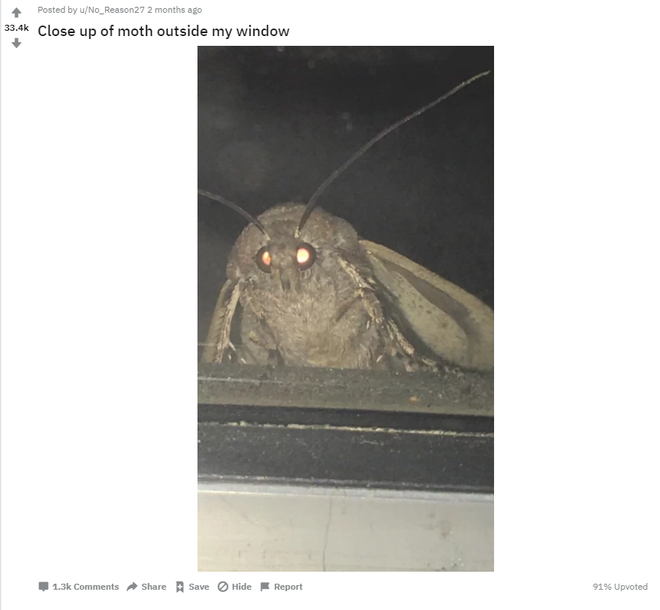 Posted by u/No_Reason27 2 months ago
33.4k
Close up of moth outside my window
1.3k Comments Share Save Hide Report 91% Upvoted